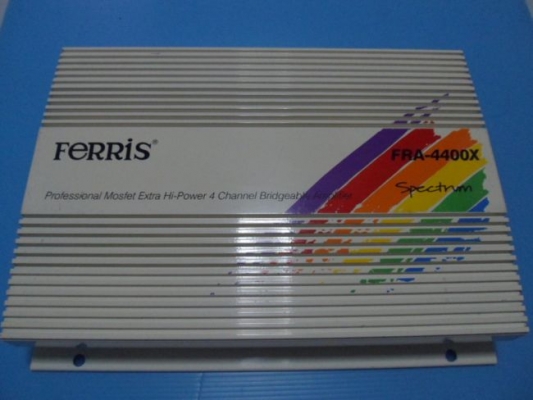 FERRIS®
FRA-4400X
Professional Mosfet Extra Hi-Power 4 Channel Bridgeable Amplifier
Spectrum